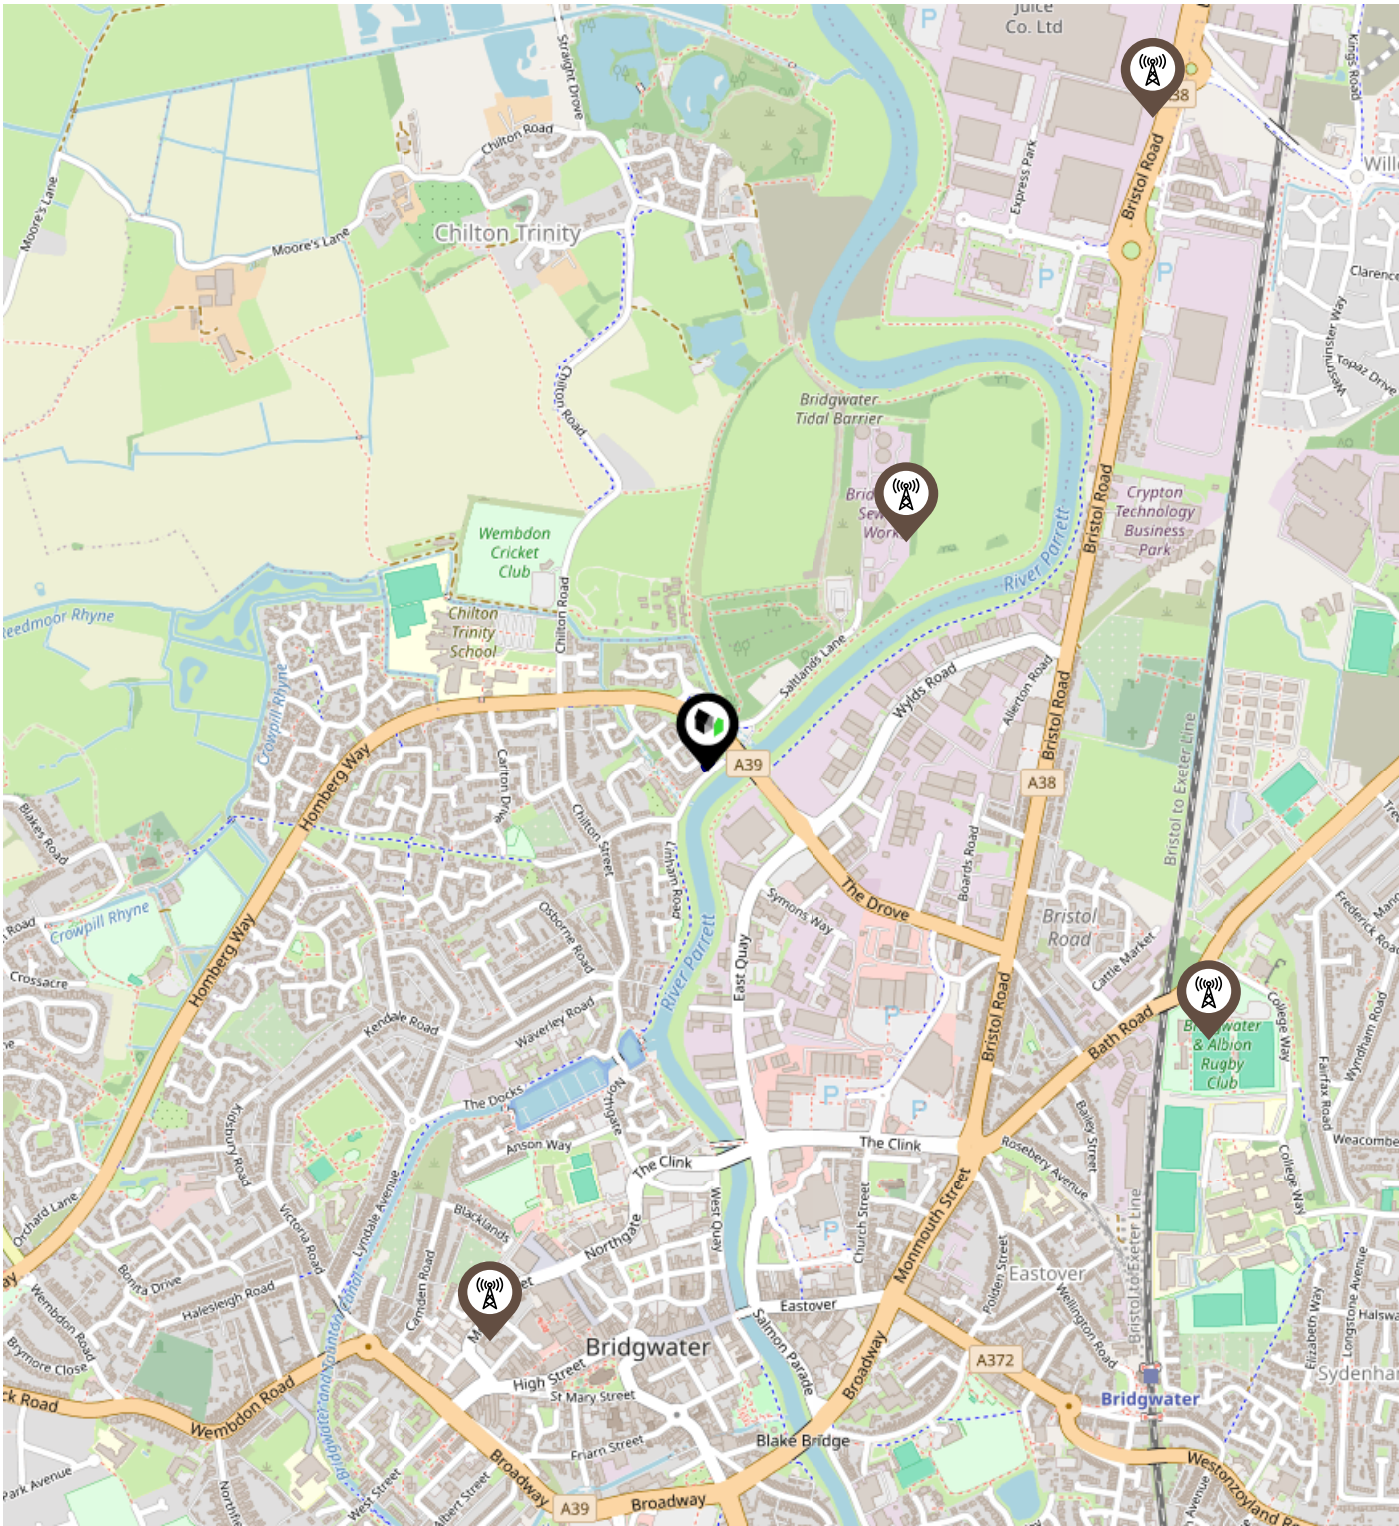 Juice
Co. Ltd
Straight Drove
Kings Road
Chilton Road
Express Park
Bristol Road
Moore's Lane
Moore's Lane
Chilton Trinity
P
P
P
Clarence
Westminster Way
Topaz Drive
Chilton Road
Bridgwater
Tidal Barrier
Bristol Road
Crypton
Technology
Business
Park
Wembdon
Cricket
Club
River Parrett
Chilton Road
Chilton
Trinity
School
Saltlands Lane
Wylds Road
Allerton Road
Bristol Road
Crowpill Rhyne
Homberg Way
A39
A38
Bristol to Exeter Line
Carlton Drive
Chilton Street
Linham Road
Blakes Road
Boards Road
Symons Way
The Drove
Bristol
Road
Frederick Road
Crowpill Rhyne
Homberg Way
Osborne Road
River Parrett
East Quay
Cattle Market
Crossacre
Kendale Road
Waverley Road
Bristol Road
Bath Road
P
College Way
Wyndham Road
& Albion
Rugby
Club
Fairfax Road
The Docks
Northgate
P
P
Kidsbury Road
Anson Way
The Clink
The Clink
Bailey Street
Rosebery Avenue
College Way
Orchard Lane
Victoria Road
Lyndale Avenue
Blacklands
Northgate
West Quay
P
Church Street
Monmouth Street
Polden Street
Eastover
Wellington Road
Bristol to Exeter Line
Bonita Drive
Halesleigh Road
Camden Road
Wembdon Road
Brymore Close
Eastover
Salmon Parade
Elizabeth Way
Longstone Avenue
Bridgwater
High Street
St Mary Street
Broadway
A372
Bridgwater
Wembdon Road
Bridgwater and Taunton Canal
Friarn Street
Blake Bridge
Park Avenue
West Street
Albert Street
Broadway
A39
Broadway